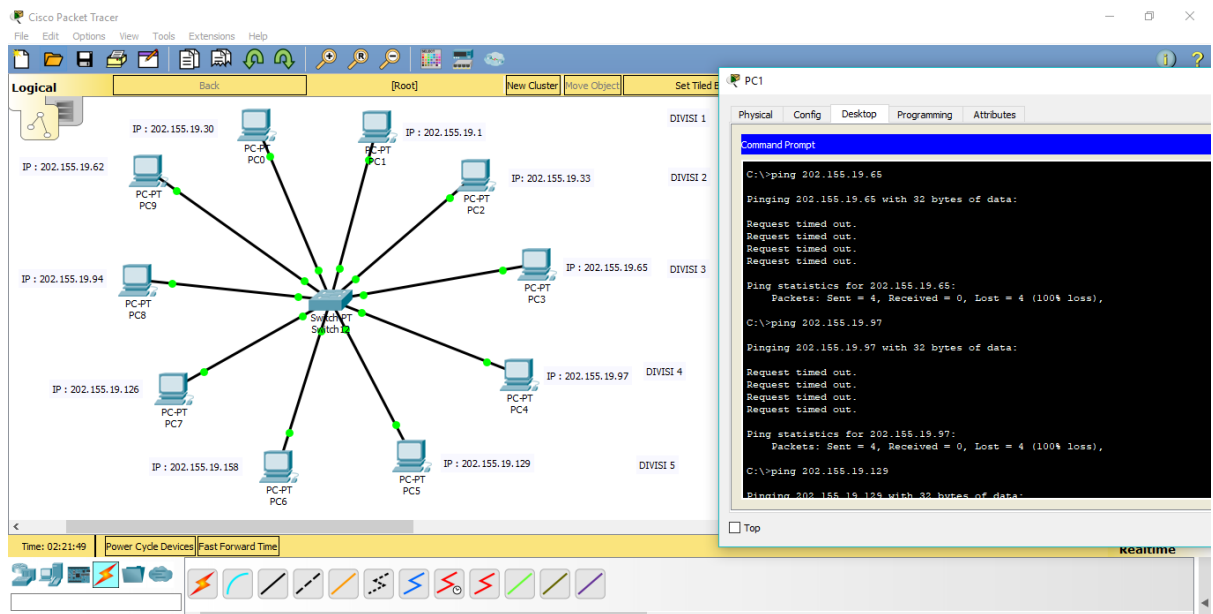 Cisco Packet Tracer
File Edit Options View Tools Extensions Help
Logical
Back
[Root]
New Cluster
Move Object
Set Tiled B
IP : 202.155.19.30
PC-PT
PC0
IP : 202.155.19.1
PC-PT
PC1
DIVISI 1
IP : 202.155.19.62
PC-PT
PC9
IP: 202.155.19.33
PC-PT
PC2
DIVISI 2
IP : 202.155.19.94
PC-PT
PC8
IP : 202.155.19.65
PC-PT
PC3
DIVISI 3
Switch-PT
Switch12
IP : 202.155.19.126
PC-PT
PC7
IP : 202.155.19.97
PC-PT
PC4
DIVISI 4
IP : 202.155.19.158
PC-PT
PC6
IP : 202.155.19.129
PC-PT
PC5
DIVISI 5
PC1
Physical Config Desktop Programming Attributes
Command Prompt
C:\>ping 202.155.19.65
Pinging 202.155.19.65 with 32 bytes of data:
Request timed out.
Request timed out.
Request timed out.
Request timed out.
Ping statistics for 202.155.19.65:
Packets: Sent = 4, Received = 0, Lost = 4 (100% loss),
C:\>ping 202.155.19.97
Pinging 202.155.19.97 with 32 bytes of data:
Request timed out.
Request timed out.
Request timed out.
Request timed out.
Ping statistics for 202.155.19.97:
Packets: Sent = 4, Received = 0, Lost = 4 (100% loss),
C:\>ping 202.155.19.129
Pinging 202.155.19.129 with 32 bytes of data:
Top
Time: 02:21:49
Power Cycle Devices
Fast Forward Time
Realtime